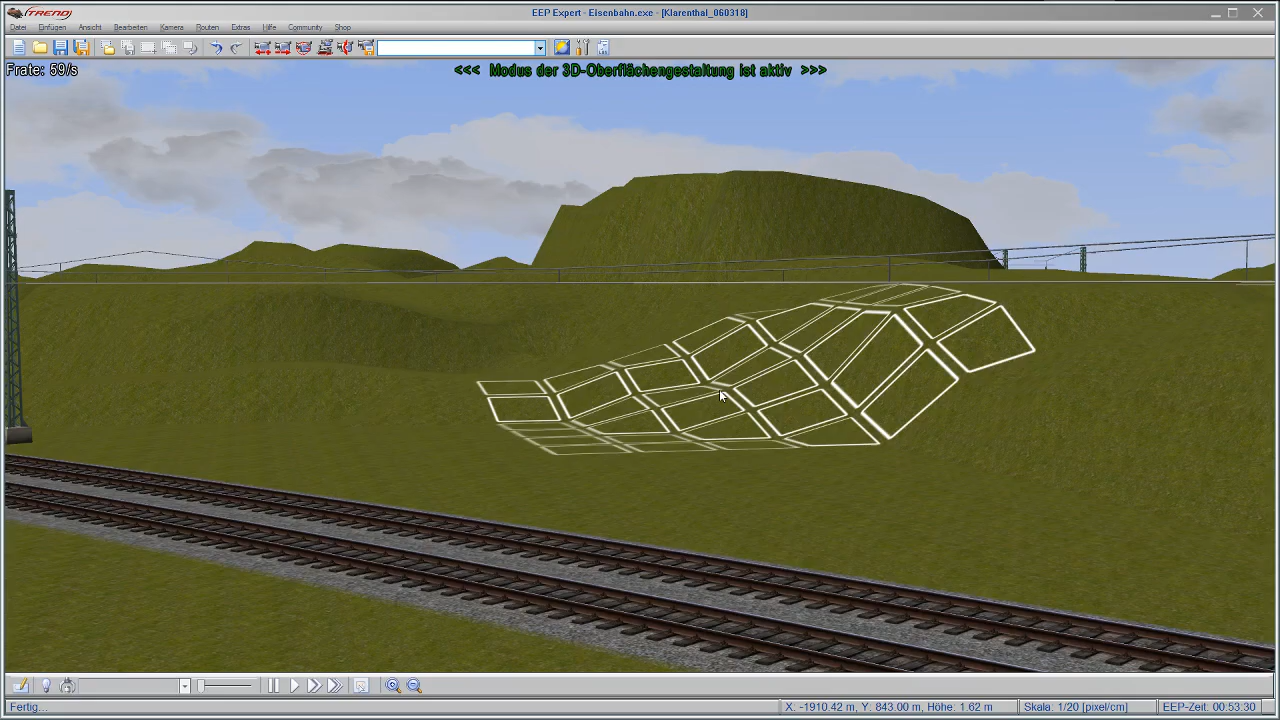 TREND
EEP Expert - Eisenbahn.exe - [Klarenthal_060318]
Datei Einfügen Ansicht Bearbeiten Kamera Routen Extras Hilfe Community Shop
Frate: 59/s
<<< Modus der 3D-Oberflächengestaltung ist aktiv >>>
Fertig...
X: -1910.42 m, Y: 843.00 m, Höhe: 1.62 m
Skala: 1/20 [pixel/cm]
EEP-Zeit: 00:53:30